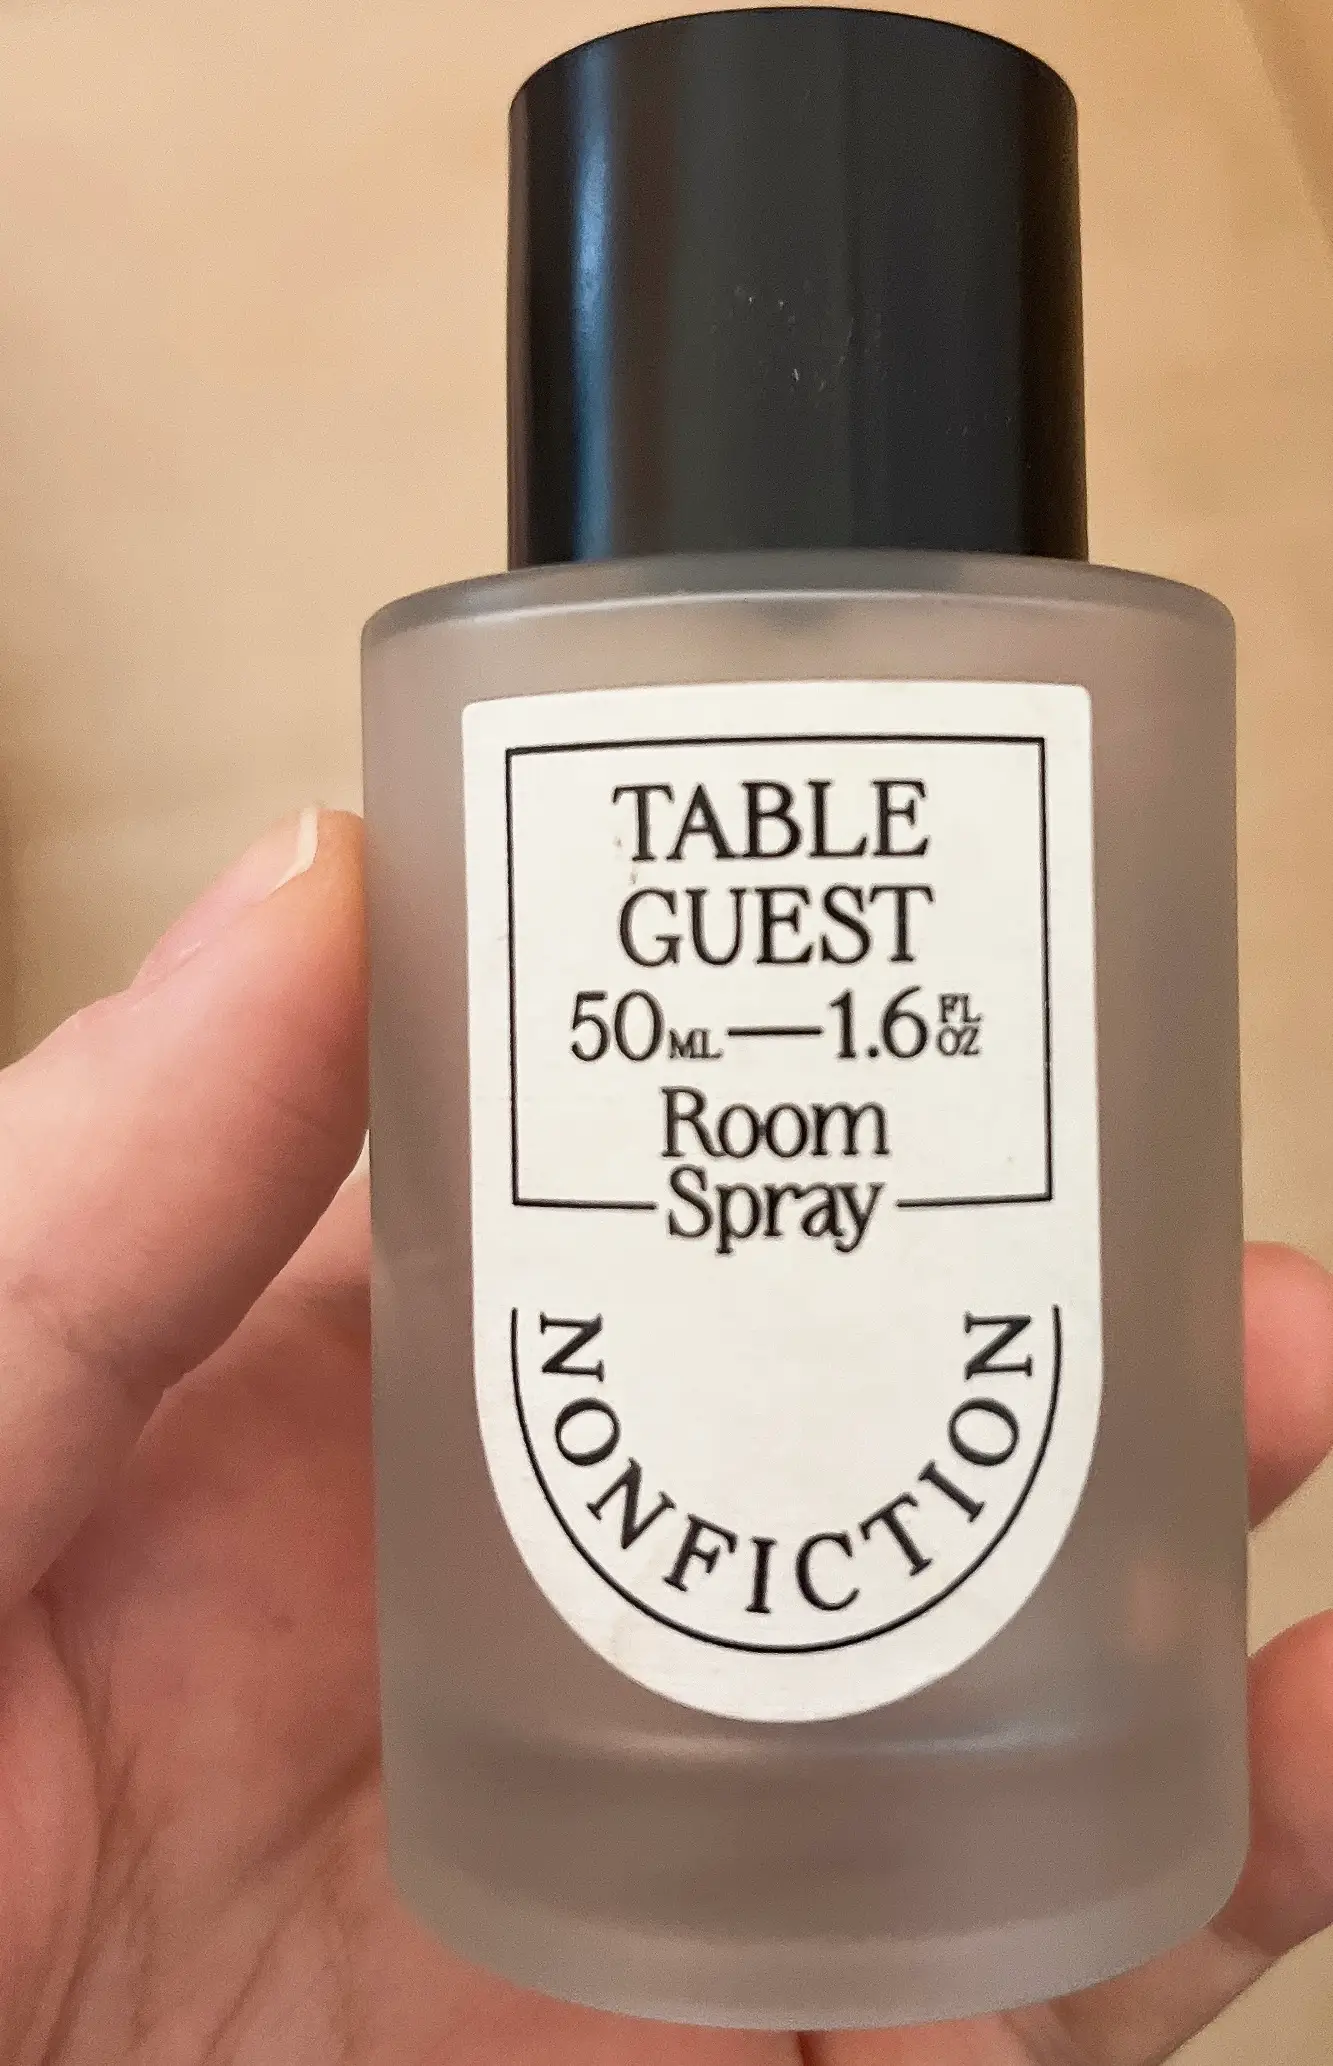 TABLE
GUEST
50ML—1.6FL OZ
Room
Spray
NONFICTION